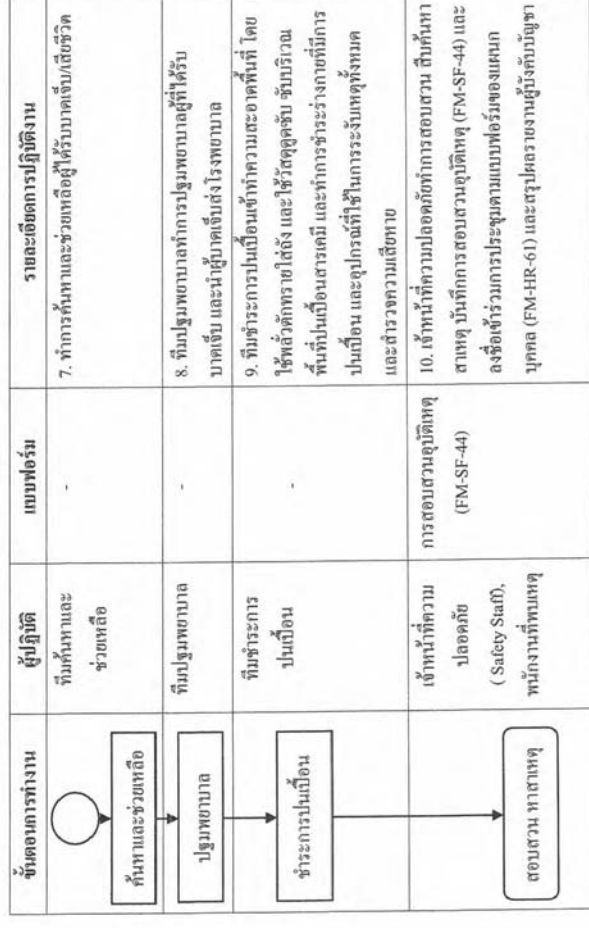 ขั้นตอนการทำงาน
ผู้ปฏิบัติ
แบบฟอร์ม
รายละเอียดการปฏิบัติงาน
ค้นหาและช่วยเหลือ
ทีมค้นหาและ
ช่วยเหลือ
-
7. ทำการค้นหาและช่วยเหลือผู้ได้รับบาดเจ็บ/เสียชีวิต
ปฐมพยาบาล
ทีมปฐมพยาบาล
-
8. ทีมปฐมพยาบาลทำการปฐมพยาบาลผู้ที่ได้รับ
บาดเจ็บ และนำผู้บาดเจ็บส่งโรงพยาบาล
ชำระการปนเปื้อน
ทีมชำระการ
ปนเปื้อน
-
9. ทีมชำระการปนเปื้อนเข้าทำความสะอาดพื้นที่ โดย
ใช้พลั่วตักทรายใส่ถัง และใช้วัสดุดูดซับ ซับบริเวณ
พื้นที่ปนเปื้อนสารเคมี และทำการชำระร่างกายที่มีการ
ปนเปื้อน และอุปกรณ์ที่ใช้ในการระงับเหตุทั้งหมด
และสำรวจความเสียหาย
สอบสวน หาสาเหตุ
เจ้าหน้าที่ความ
ปลอดภัย
( Safety Staff),
พนักงานที่พบเหตุ
การสอบสวนอุบัติเหตุ
(FM-SF-44)
10. เจ้าหน้าที่ความปลอดภัยทำการสอบสวน สืบค้นหา
สาเหตุ บันทึกการสอบสวนอุบัติเหตุ (FM-SF-44) และ
ลงชื่อเข้าร่วมการประชุมตามแบบฟอร์มของแผนก
บุคคล (FM-HR-61) และสรุปผลรายงานผู้บังคับบัญชา